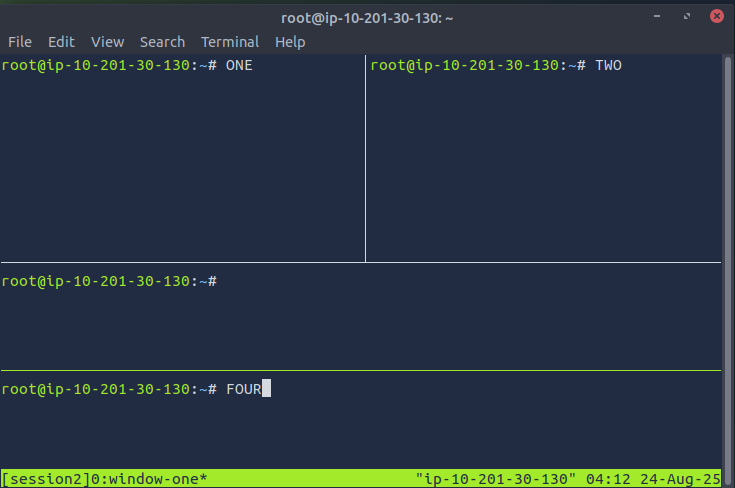 root@ip-10-201-30-130: ~
File Edit View Search Terminal Help
root@ip-10-201-30-130:~# ONE
root@ip-10-201-30-130:~# TWO
root@ip-10-201-30-130:~#
root@ip-10-201-30-130:~# FOUR
[session2]0:window-one* "ip-10-201-30-130" 04:12 24-Aug-25